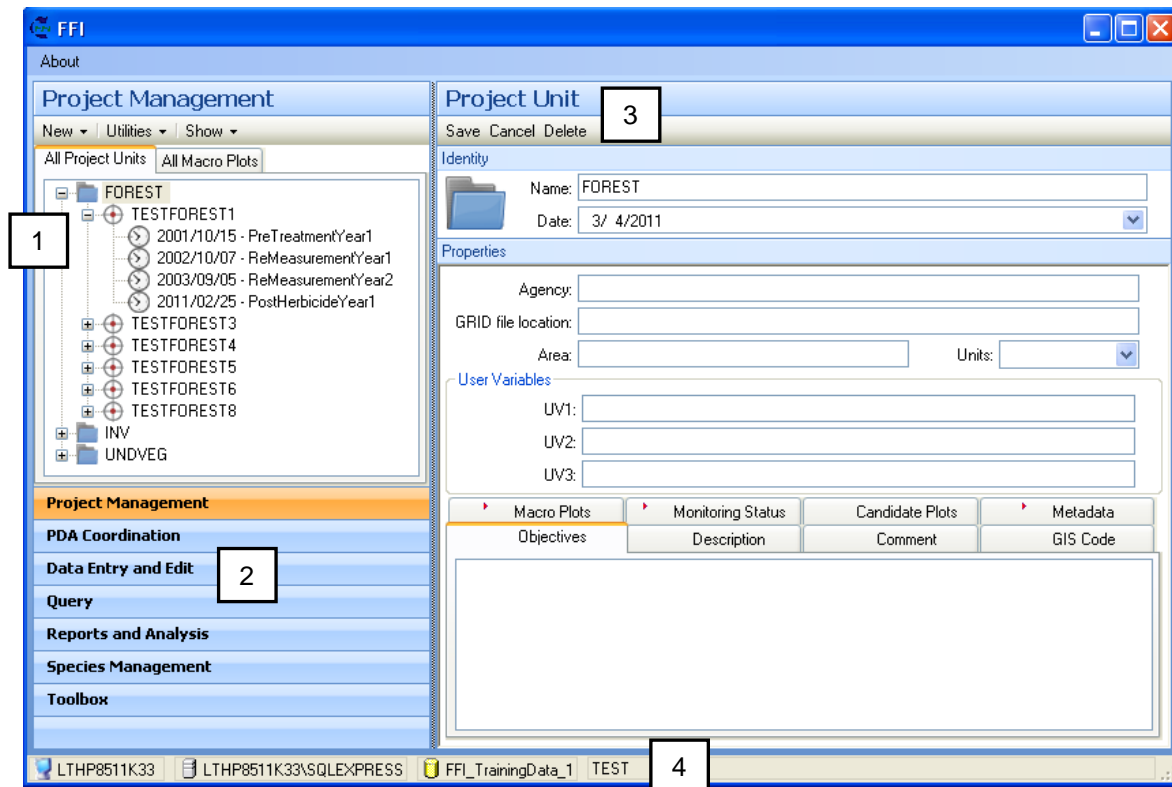 FFI
About
Project Management
New Utilities Show
All Project Units All Macro Plots
FOREST
TESTFOREST1
2001/10/15 - PreTreatmentYear1
2002/10/07 - ReMeasurementYear1
2003/09/05 - ReMeasurementYear2
2011/02/25 - PostHerbicideYear1
TESTFOREST3
TESTFOREST4
TESTFOREST5
TESTFOREST6
TESTFOREST8
INV
UNDVEG
1
Project Management
PDA Coordination
Data Entry and Edit
2
Query
Reports and Analysis
Species Management
Toolbox
Project Unit
3
Save Cancel Delete
Identity
Name: FOREST
Date: 3/ 4/2011
Properties
Agency:
GRID file location:
Area: Units:
User Variables
UV1:
UV2:
UV3:
Macro Plots Monitoring Status Candidate Plots Metadata
Objectives Description Comment GIS Code
LTHP8511K33 LTHP8511K33\SQLEXPRESS FFI_TrainingData_1 TEST
4